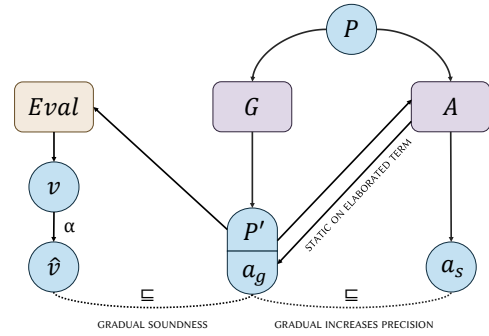 P
Eval
G
A
v
α
STATIC ON ELABORATED TERM
P′
v̂
a_g
a_s
⊑
⊑
GRADUAL SOUNDNESS
GRADUAL INCREASES PRECISION